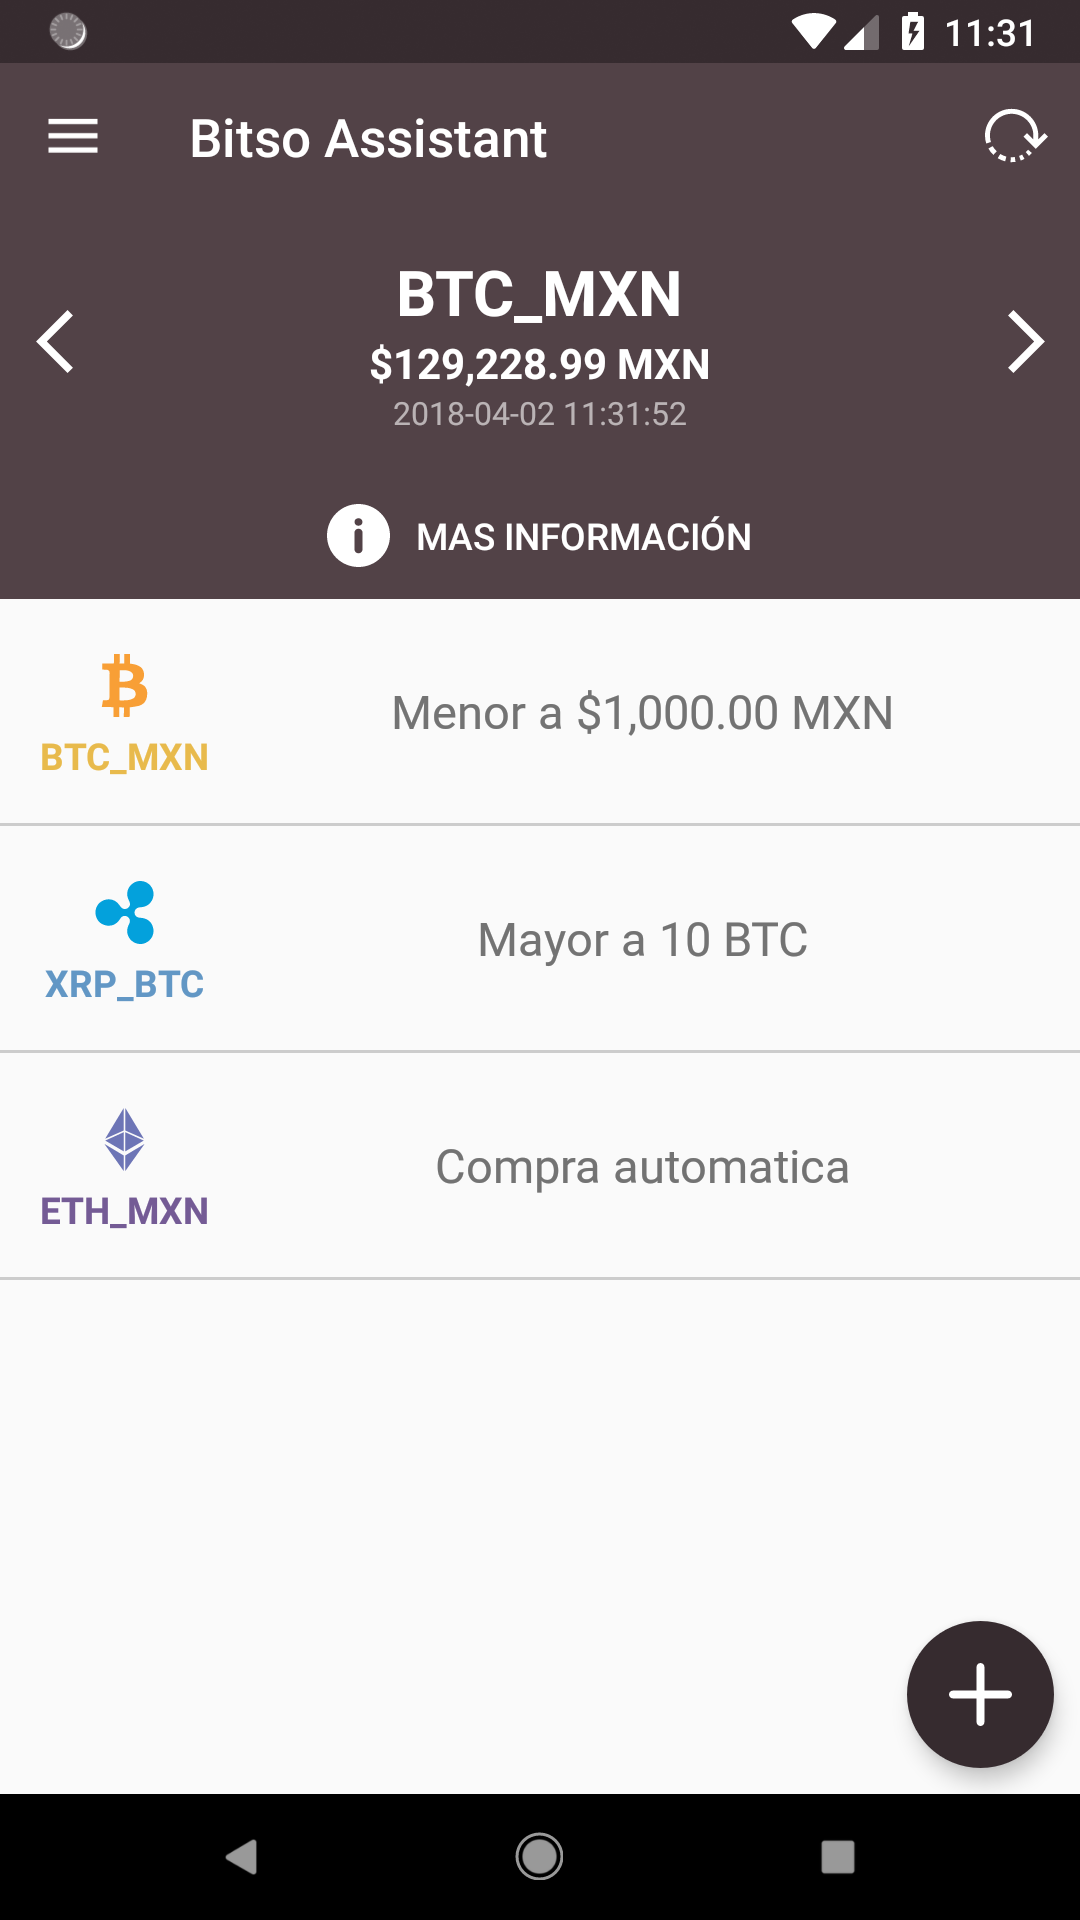 11:31
Bitso Assistant
BTC_MXN
$129,228.99 MXN
2018-04-02 11:31:52
MAS INFORMACIÓN
Menor a $1,000.00 MXN
BTC_MXN
Mayor a 10 BTC
XRP_BTC
Compra automatica
ETH_MXN